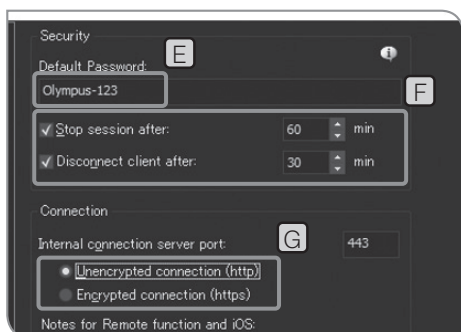 Security
E
Default Password:
Olympus-123
F
Stop session after: 60 min
Disconnect client after: 30 min
Connection
Internal connection server port: 443
G
Unencrypted connection (http)
Encrypted connection (https)
Notes for Remote function and iOS: